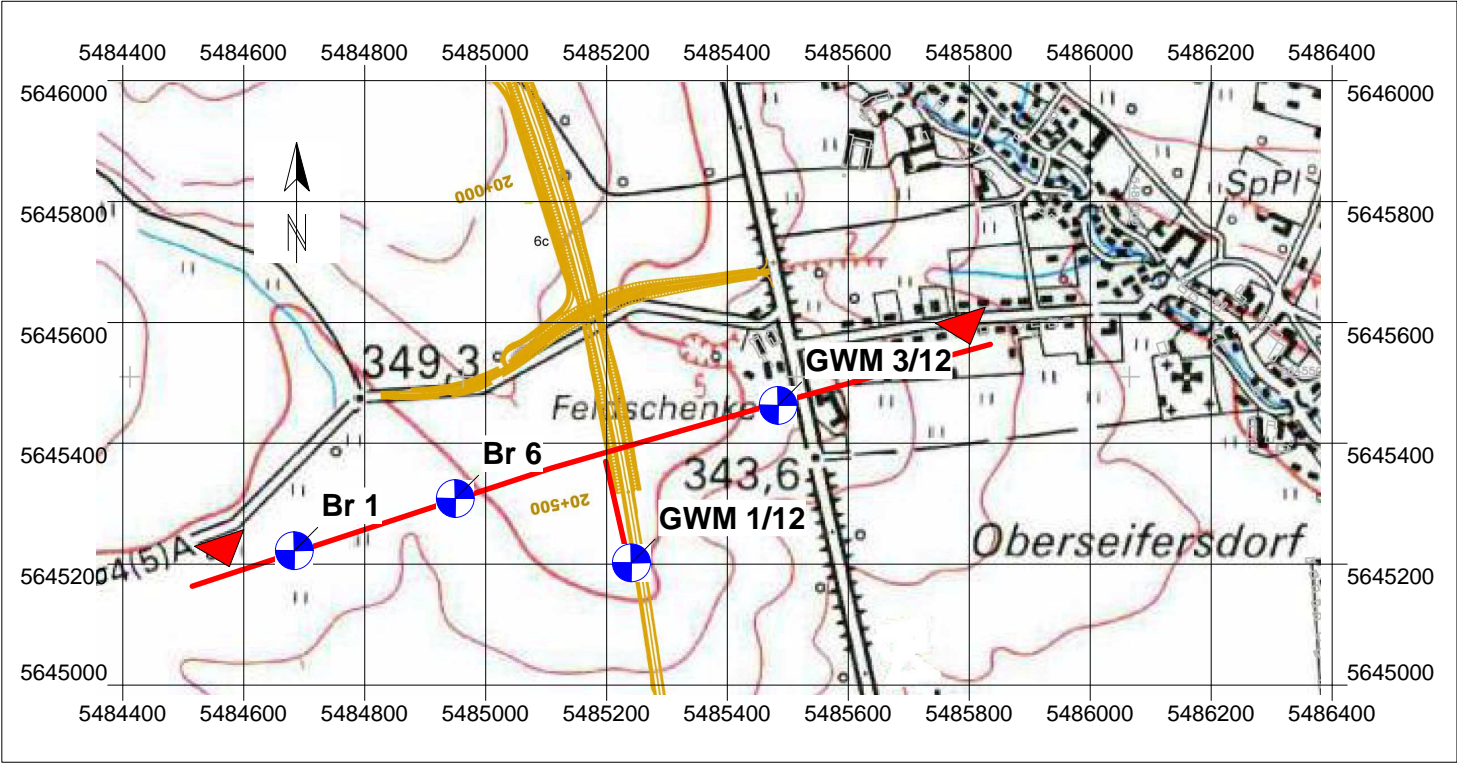 5484400 5484600 5484800 5485000 5485200 5485400 5485600 5485800 5486000 5486200 5486400
5646000 5646000
20+000
SpPl
5645800 5645800
N
6c
2
5645600 5645600
349,3
GWM 3/12
5
Feldschenke
Br 6
5645400 5645400
343,6
Br 1
20+500
GWM 1/12
Oberseifersdorf
4(5)A
5645200 5645200
5645000 5645000
5484400 5484600 5484800 5485000 5485200 5485400 5485600 5485800 5486000 5486200 5486400